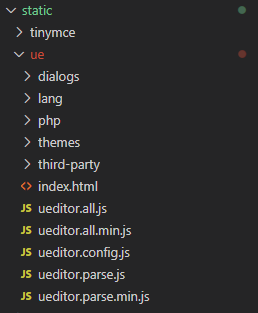 static
tinymce
ue
dialogs
lang
php
themes
third-party
<> index.html
JS ueditor.all.js
JS ueditor.all.min.js
JS ueditor.config.js
JS ueditor.parse.js
JS ueditor.parse.min.js